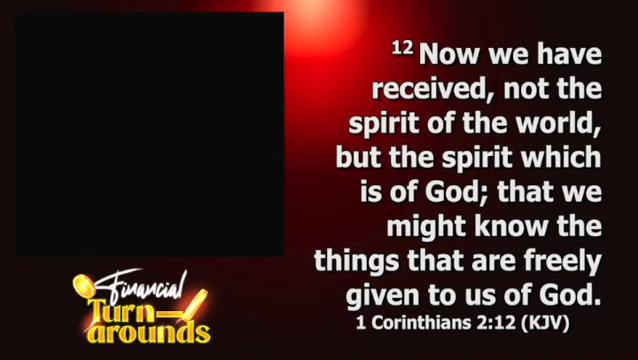 12 Now we have
received, not the
spirit of the world,
but the spirit which
is of God; that we
might know the
things that are freely
given to us of God.
1 Corinthians 2:12 (KJV)
Financial
Turn-
arounds